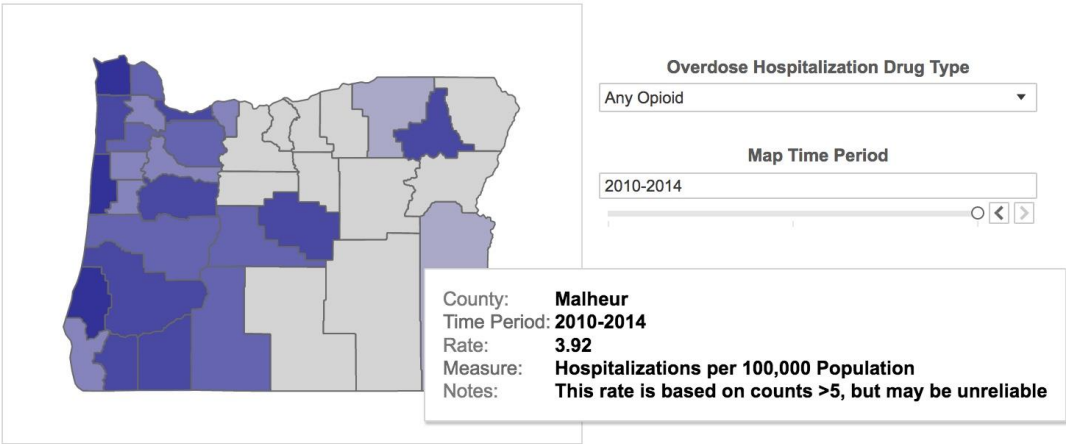 Overdose Hospitalization Drug Type
Any Opioid
Map Time Period
2010-2014
County: Malheur
Time Period: 2010-2014
Rate: 3.92
Measure: Hospitalizations per 100,000 Population
Notes: This rate is based on counts >5, but may be unreliable